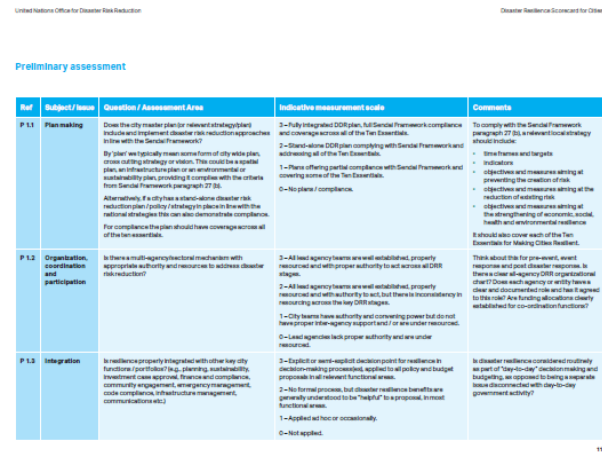 United Nations Office for Disaster Risk Reduction
Disaster Resilience Scorecard for Cities
Preliminary assessment
Ref
Subject / Issue
Question / Assessment Area
Indicative measurement scale
Comments
P 1.1
Plan making
Does the city master plan (or relevant strategy/plan)
include and implement disaster risk reduction approaches
in line with the Sendai Framework?
By 'plan' we typically mean some form of city wide plan,
cross cutting strategy or vision. This could be a spatial
plan, an infrastructure plan or an environmental or
sustainability plan, providing it complies with the criteria
from Sendai Framework paragraph 27 (b).
Alternatively, if a city has a stand-alone disaster risk
reduction plan / policy / strategy in place in line with the
national strategies this can also demonstrate compliance.
For compliance the plan should have coverage across all
of the ten essentials.
3 – Fully integrated DDR plan, full Sendai Framework compliance
and coverage across all of the Ten Essentials.
2 – Stand-alone DDR plan complying with Sendai Framework and
addressing all of the Ten Essentials.
1 – Plans offering partial compliance with Sendai Framework and
covering some of the Ten Essentials.
0 – No plans / compliance.
To comply with the Sendai Framework
paragraph 27 (b), a relevant local strategy
should include:
• time frames and targets
• indicators
• objectives and measures aiming at
preventing the creation of risk
• objectives and measures aiming at the
reduction of existing risk
• objectives and measures aiming at
the strengthening of economic, social,
health and environmental resilience
It should also cover each of the Ten
Essentials for Making Cities Resilient.
P 1.2
Organization,
coordination
and
participation
Is there a multi-agency/sectoral mechanism with
appropriate authority and resources to address disaster
risk reduction?
3 – All lead agency teams are well established, properly
resourced and with proper authority to act across all DRR
stages.
2 – All lead agency teams are well established, properly
resourced and with authority to act, but there is inconsistency in
resourcing across the key DRR stages.
1 – City teams have authority and convening power but do not
have proper inter-agency support and / or are under resourced.
0 – Lead agencies lack proper authority and are under
resourced.
Think about this for pre-event, event
response and post disaster response. Is
there a clear all-agency DRR organizational
chart? Does each agency or entity have a
clear and documented role and has it agreed
to this role? Are funding allocations clearly
established for co-ordination functions?
P 1.3
Integration
Is resilience properly integrated with other key city
functions / portfolios? (e.g., planning, sustainability,
investment case approval, finance and compliance,
community engagement, emergency management,
code compliance, infrastructure management,
communications etc.)
3 – Explicit or semi-explicit decision point for resilience in
decision-making process(es), applied to all policy and budget
proposals in all relevant functional areas.
2 – No formal process, but disaster resilience benefits are
generally understood to be "helpful" to a proposal, in most
functional areas.
1 – Applied ad hoc or occasionally.
0 – Not applied.
Is disaster resilience considered routinely
as part of "day-to-day" decision making and
budgeting, as opposed to being a separate
issue disconnected with day-to-day
government activity?
11